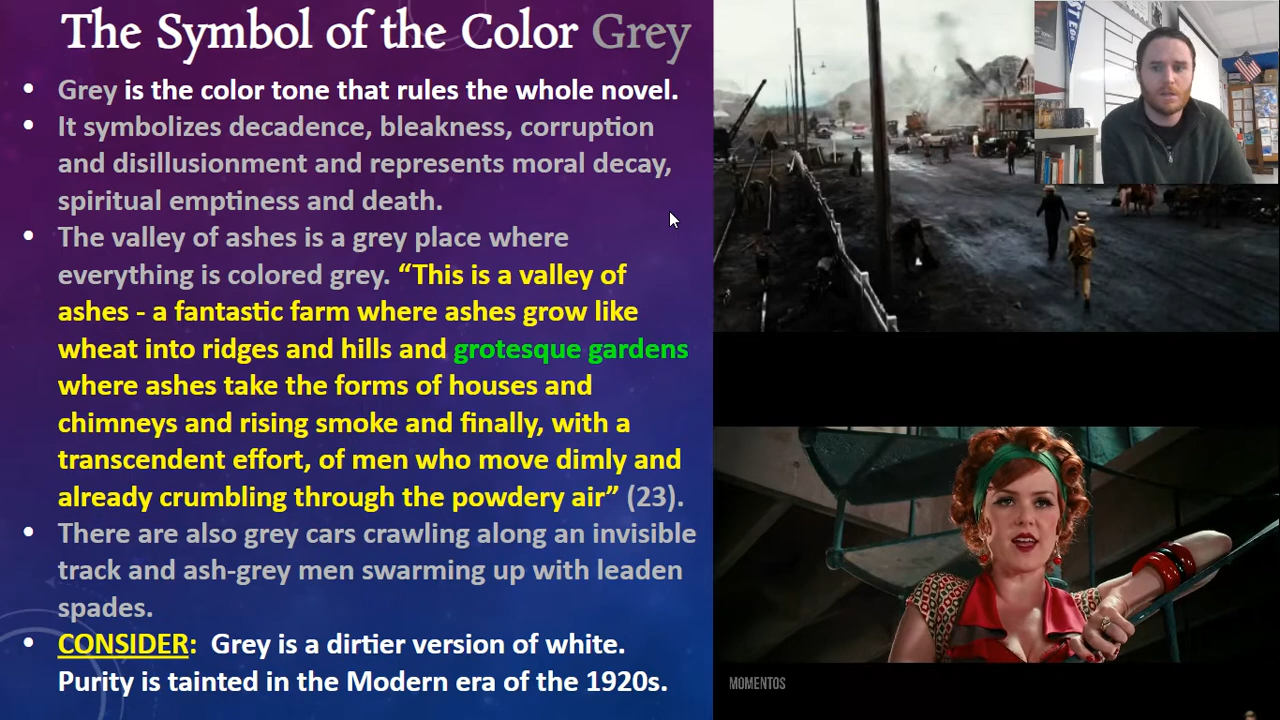 The Symbol of the Color Grey
• Grey is the color tone that rules the whole novel.
• It symbolizes decadence, bleakness, corruption
and disillusionment and represents moral decay,
spiritual emptiness and death.
• The valley of ashes is a grey place where
everything is colored grey. “This is a valley of
ashes - a fantastic farm where ashes grow like
wheat into ridges and hills and grotesque gardens
where ashes take the forms of houses and
chimneys and rising smoke and finally, with a
transcendent effort, of men who move dimly and
already crumbling through the powdery air” (23).
• There are also grey cars crawling along an invisible
track and ash-grey men swarming up with leaden
spades.
• CONSIDER: Grey is a dirtier version of white.
Purity is tainted in the Modern era of the 1920s.
MOMENTOS